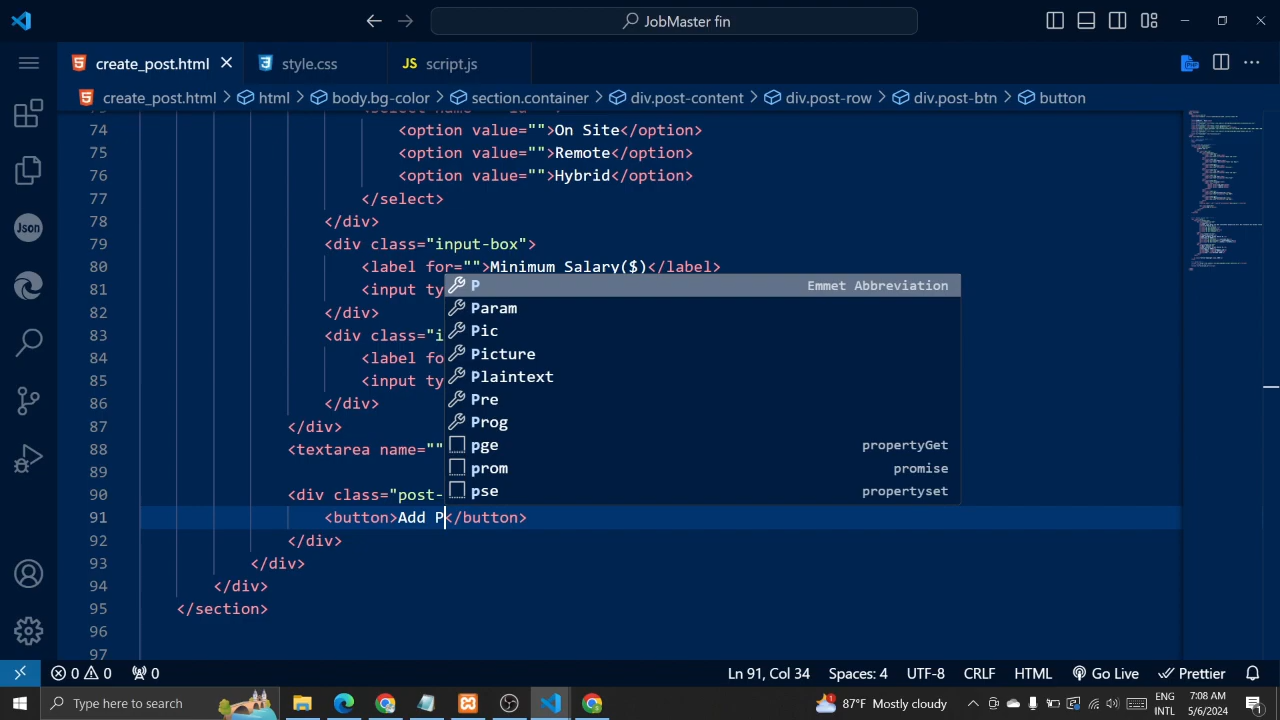 JobMaster fin
create_post.html
style.css
JS script.js
create_post.html > html > body.bg-color > section.container > div.post-content > div.post-row > div.post-btn > button
74 <option value="">On Site</option>
75 <option value="">Remote</option>
76 <option value="">Hybrid</option>
77 </select>
78 </div>
79 <div class="input-box">
80 <label for="">Minimum Salary($)</label>
81 <input ty
82 </div>
83 <div class="i
84 <label fo
85 <input ty
86 </div>
87 </div>
88 <textarea name=""
89
90 <div class="post-
91 <button>Add P</button>
92 </div>
93 </div>
94 </div>
95 </section>
96
97
P Emmet Abbreviation
Param
Pic
Picture
Plaintext
Pre
Prog
pge propertyGet
prom promise
pse propertyset
Json
0 0 0
Ln 91, Col 34 Spaces: 4 UTF-8 CRLF HTML Go Live Prettier
Type here to search
87°F Mostly cloudy
ENG
INTL
7:08 AM
5/6/2024